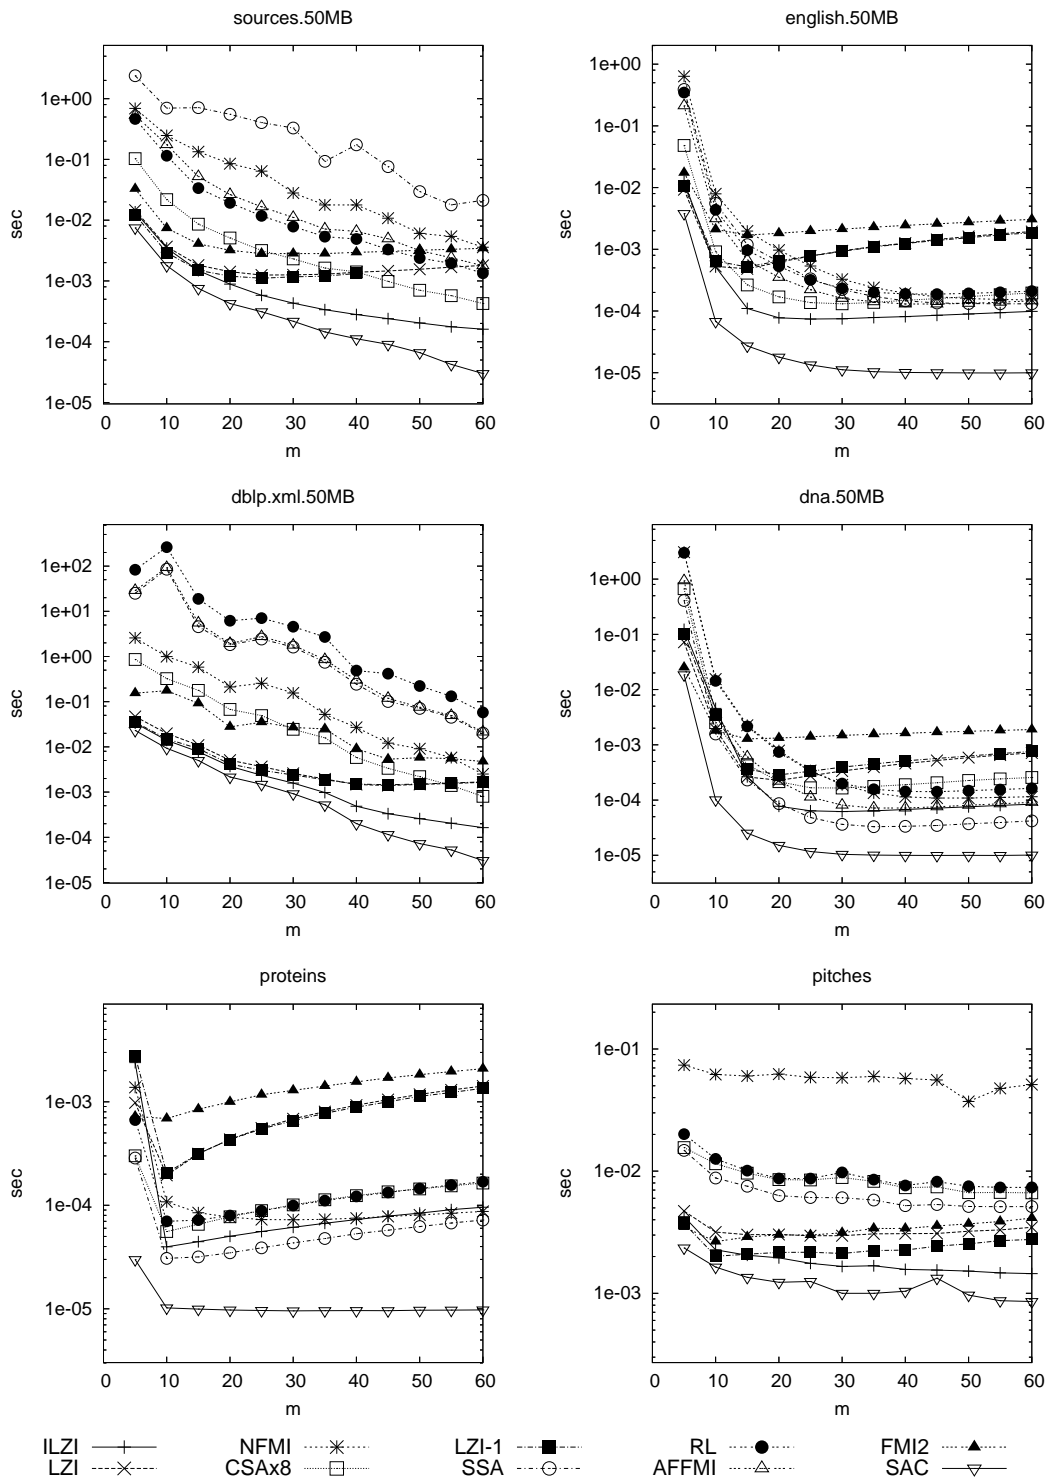 sources.50MB
1e+00
1e-01
1e-02
1e-03
1e-04
1e-05
0 10 20 30 40 50 60
sec
m
english.50MB
1e+00
1e-01
1e-02
1e-03
1e-04
1e-05
0 10 20 30 40 50 60
sec
m
dblp.xml.50MB
1e+02
1e+01
1e+00
1e-01
1e-02
1e-03
1e-04
1e-05
0 10 20 30 40 50 60
sec
m
dna.50MB
1e+00
1e-01
1e-02
1e-03
1e-04
1e-05
0 10 20 30 40 50 60
sec
m
proteins
1e-03
1e-04
1e-05
0 10 20 30 40 50 60
sec
m
pitches
1e-01
1e-02
1e-03
0 10 20 30 40 50 60
sec
m
ILZI NFMI LZI-1 RL FMI2
LZI CSAx8 SSA AFFMI SAC